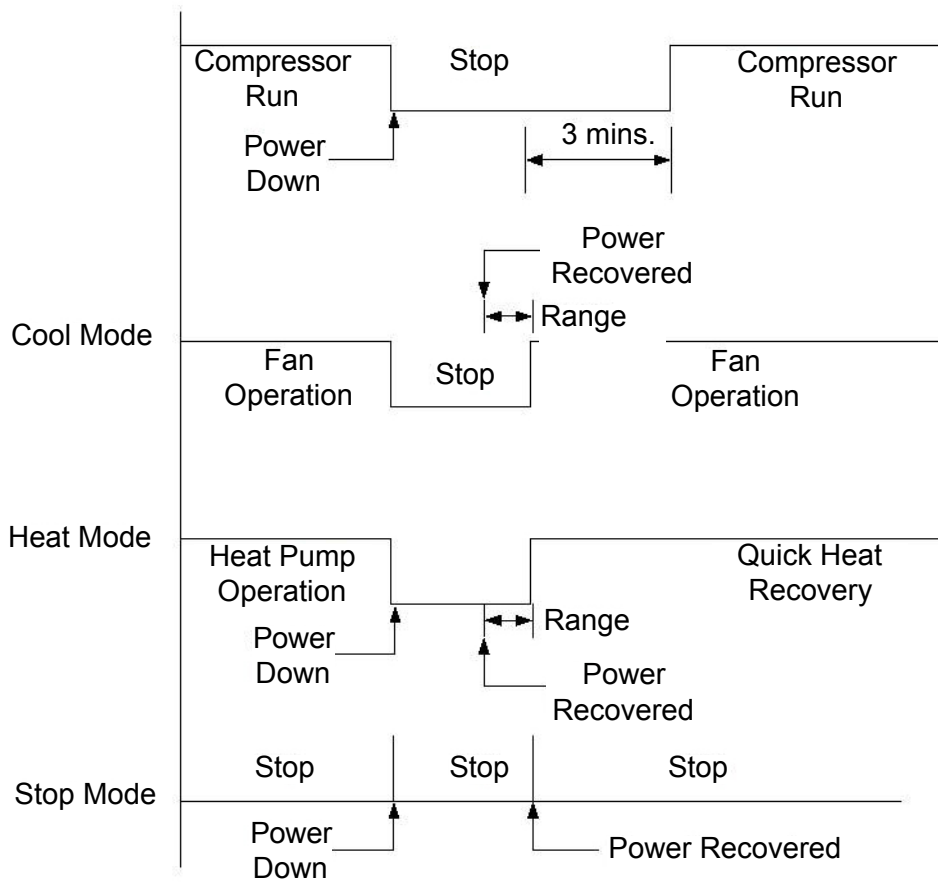 Compressor
Run
Stop
Compressor
Run
Power
Down
3 mins.
Power
Recovered
Range
Cool Mode
Fan
Operation
Stop
Fan
Operation
Heat Mode
Heat Pump
Operation
Quick Heat
Recovery
Range
Power
Down
Power
Recovered
Stop
Stop
Stop
Stop Mode
Power
Down
Power Recovered